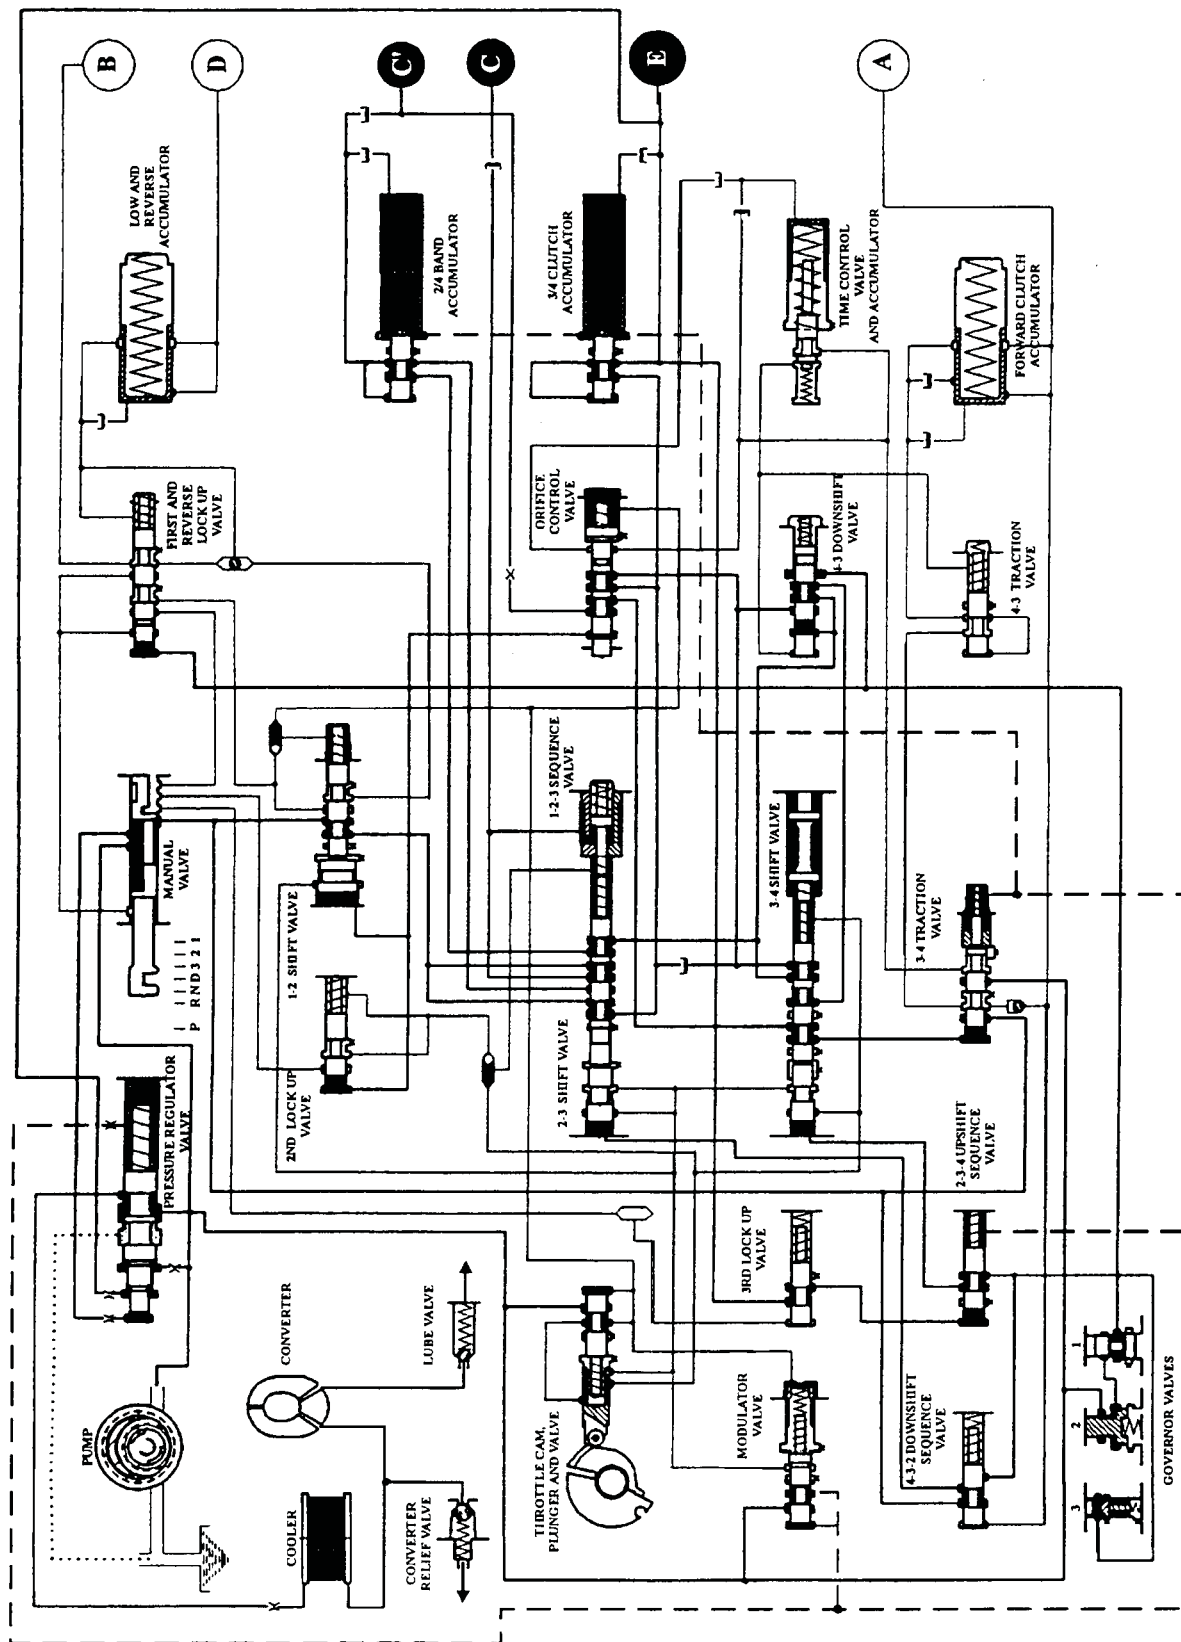 B
D
C'
C
E
A
LOW AND
REVERSE
ACCUMULATOR
2/4 BAND
ACCUMULATOR
3/4 CLUTCH
ACCUMULATOR
TIME CONTROL
VALVE
AND ACCUMULATOR
FORWARD CLUTCH
ACCUMULATOR
FIRST AND
REVERSE
LOCK UP
VALVE
ORIFICE
CONTROL
VALVE
4-3 DOWNSHIFT
VALVE
4-3 TRACTION
VALVE
MANUAL
VALVE
P R N D 3 2 1
1-2 SHIFT VALVE
1-2-3 SEQUENCE
VALVE
3-4 SHIFT VALVE
3-4 TRACTION
VALVE
PRESSURE REGULATOR
VALVE
2ND LOCK UP
VALVE
2-3 SHIFT VALVE
2-3-4 UPSHIFT
SEQUENCE
VALVE
PUMP
CONVERTER
LUBE VALVE
COOLER
CONVERTER
RELIEF VALVE
THROTTLE CAM,
PLUNGER AND VALVE
3RD LOCK UP
VALVE
MODULATOR
VALVE
4-3-2 DOWNSHIFT
SEQUENCE
VALVE
1
2
3
GOVERNOR VALVES